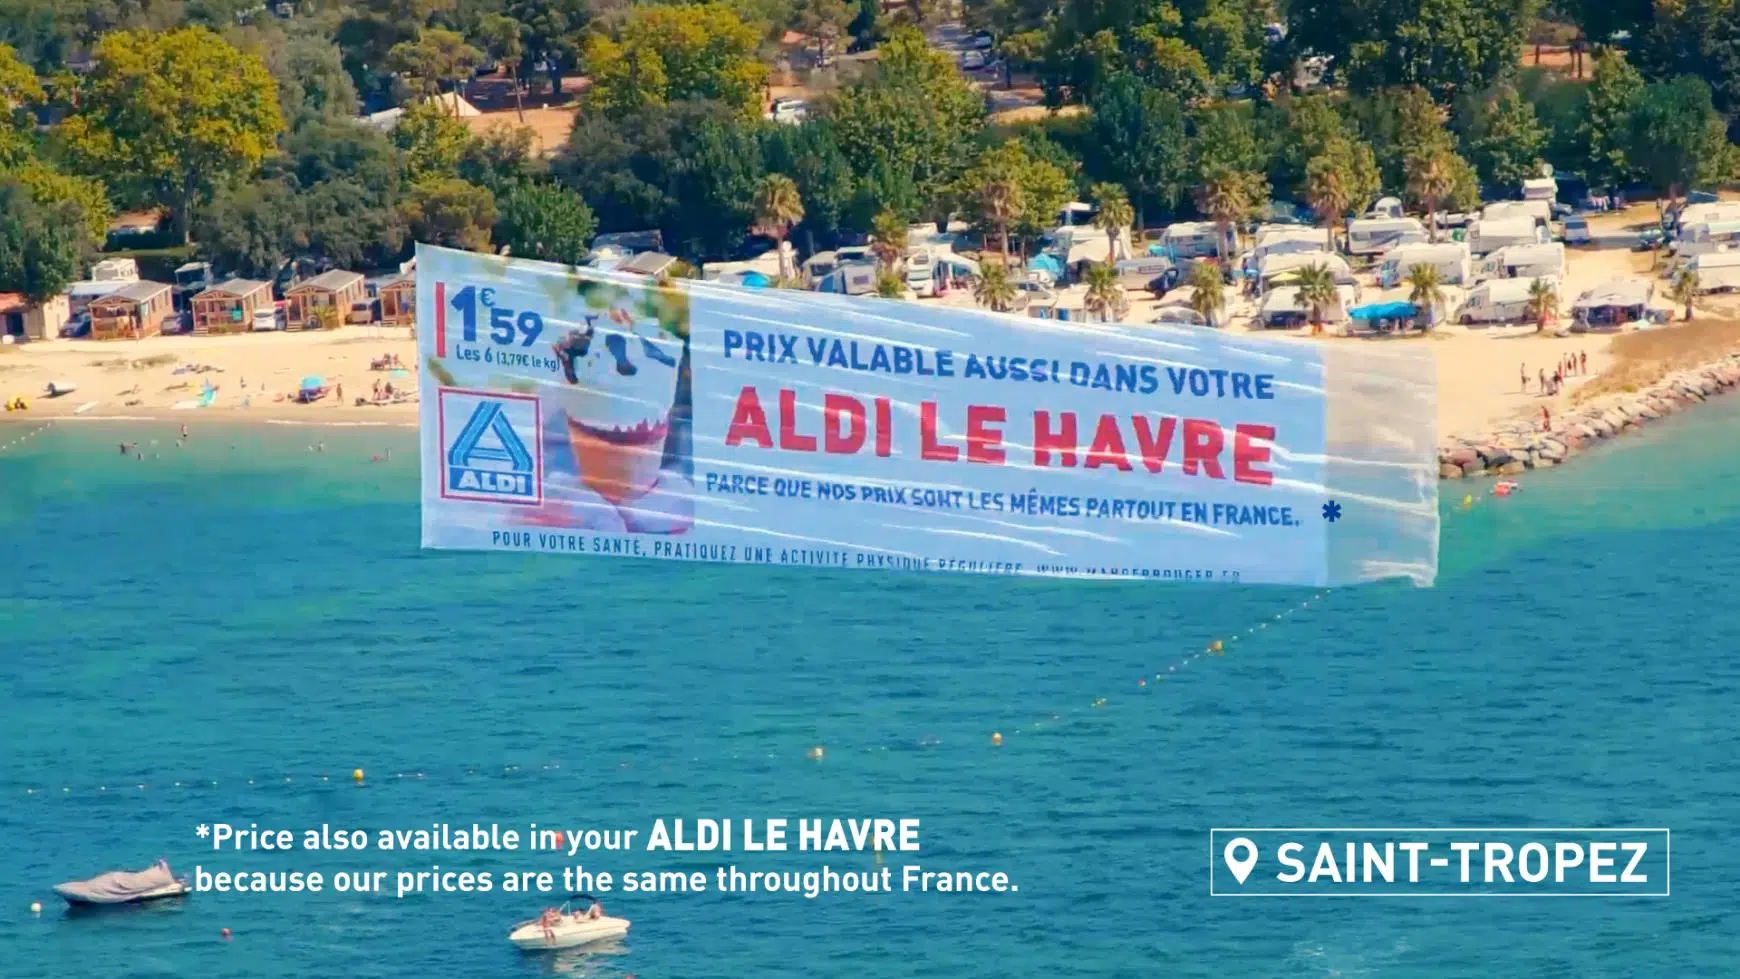 1€59
Les 6 (3,79€ le kg)
ALDI
PRIX VALABLE AUSSI DANS VOTRE
ALDI LE HAVRE
PARCE QUE NOS PRIX SONT LES MÊMES PARTOUT EN FRANCE. *
POUR VOTRE SANTÉ, PRATIQUEZ UNE ACTIVITÉ PHYSIQUE RÉGULIÈRE.
*Price also available in your ALDI LE HAVRE
because our prices are the same throughout France.
SAINT-TROPEZ